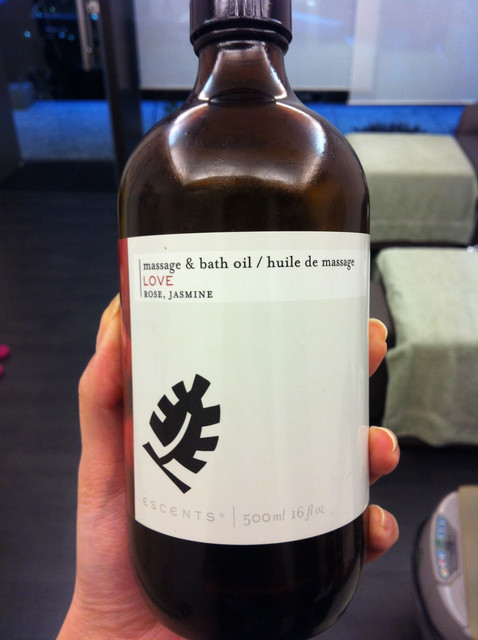 massage & bath oil / huile de massage
LOVE
ROSE, JASMINE
ESCENTS® | 500ml 16 fl oz